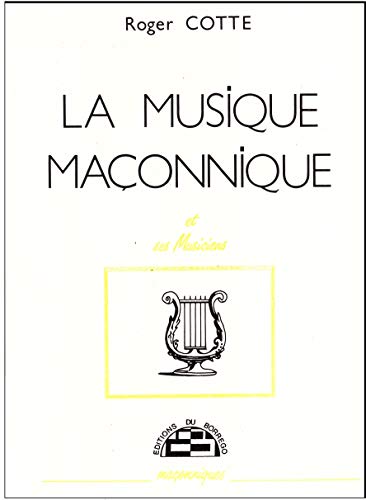 Roger COTTE
LA MUSiQUE
MAÇONNiQUE
et
ses Musiciens
EDITIONS DU BORREGO
maçonniques